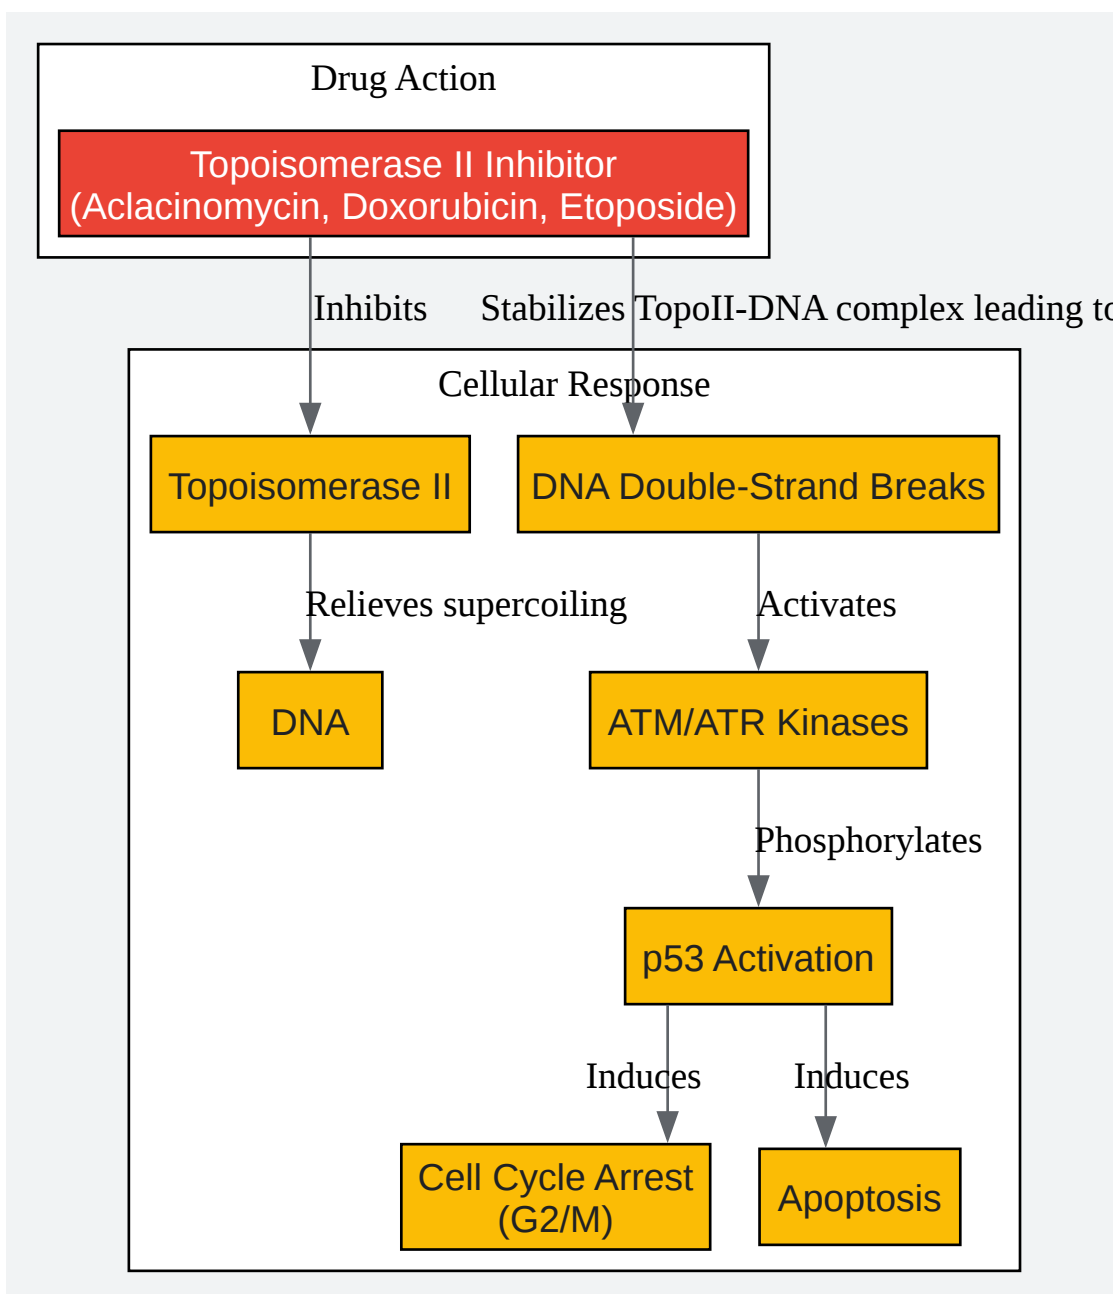 Drug Action
Topoisomerase II Inhibitor
(Aclacinomycin, Doxorubicin, Etoposide)
Inhibits
Stabilizes TopoII-DNA complex leading to
Cellular Response
Topoisomerase II
DNA Double-Strand Breaks
Relieves supercoiling
Activates
DNA
ATM/ATR Kinases
Phosphorylates
p53 Activation
Induces
Induces
Cell Cycle Arrest
(G2/M)
Apoptosis